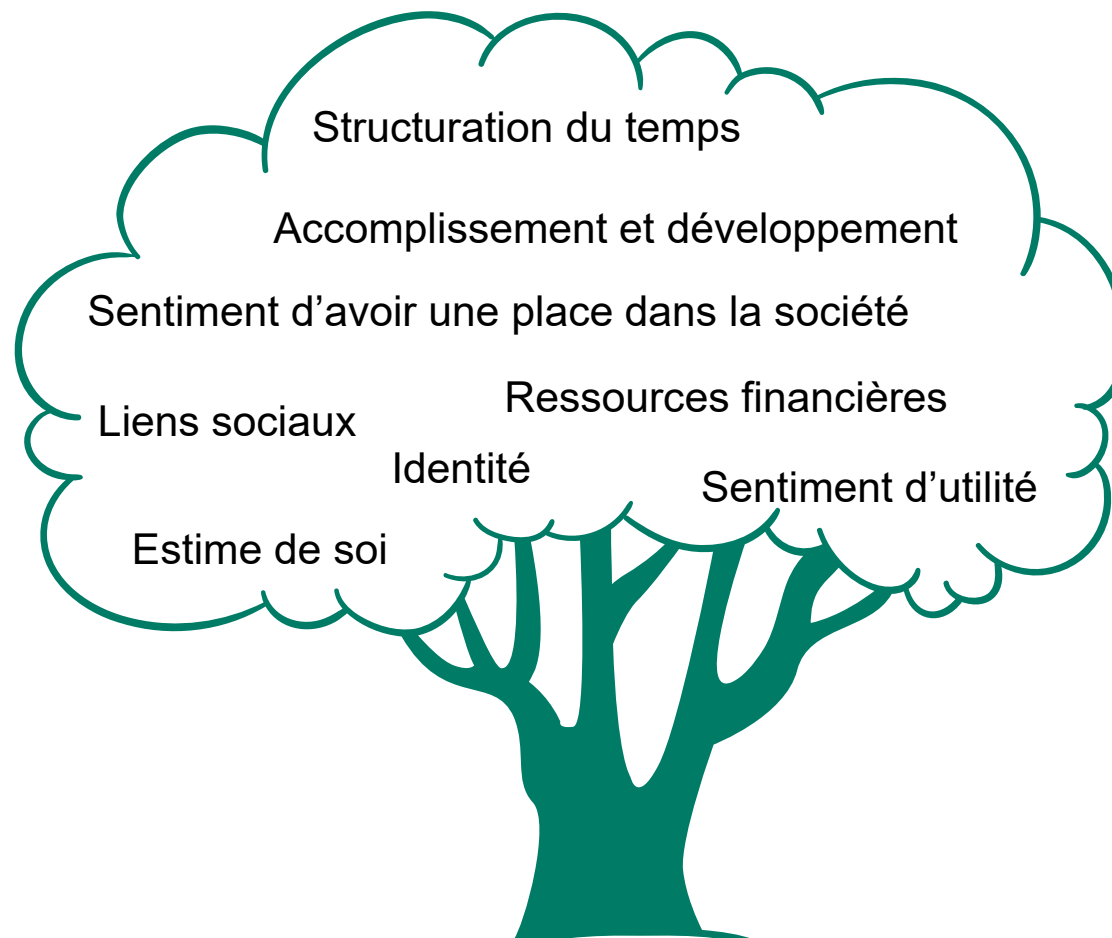 Structuration du temps
Accomplissement et développement
Sentiment d’avoir une place dans la société
Ressources financières
Liens sociaux
Identité
Sentiment d’utilité
Estime de soi